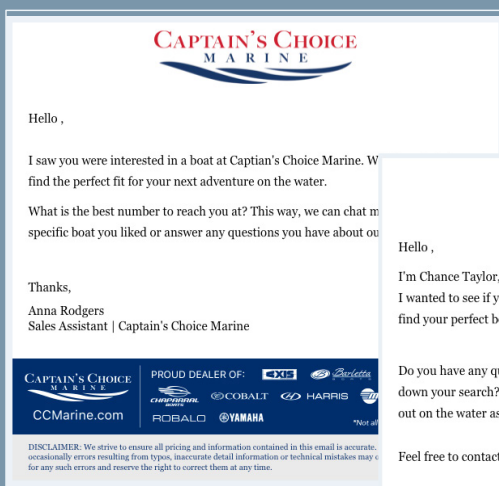 CAPTAIN'S CHOICE
MARINE
Hello ,
I saw you were interested in a boat at Captian's Choice Marine. W
find the perfect fit for your next adventure on the water.
What is the best number to reach you at? This way, we can chat m
specific boat you liked or answer any questions you have about ou
Thanks,
Anna Rodgers
Sales Assistant | Captain's Choice Marine
CAPTAIN'S CHOICE
MARINE
CCMarine.com
PROUD DEALER OF:
AXIS
Barletta
CHAPARRAL
BOATS
COBALT
HARRIS
ROBALO
YAMAHA
*Not all
DISCLAIMER: We strive to ensure all pricing and information contained in this email is accurate.
occasionally errors resulting from typos, inaccurate detail information or technical mistakes may o
for any such errors and reserve the right to correct them at any time.
Hello ,
I'm Chance Taylor,
I wanted to see if y
find your perfect b
Do you have any qu
down your search?
out on the water as
Feel free to contact